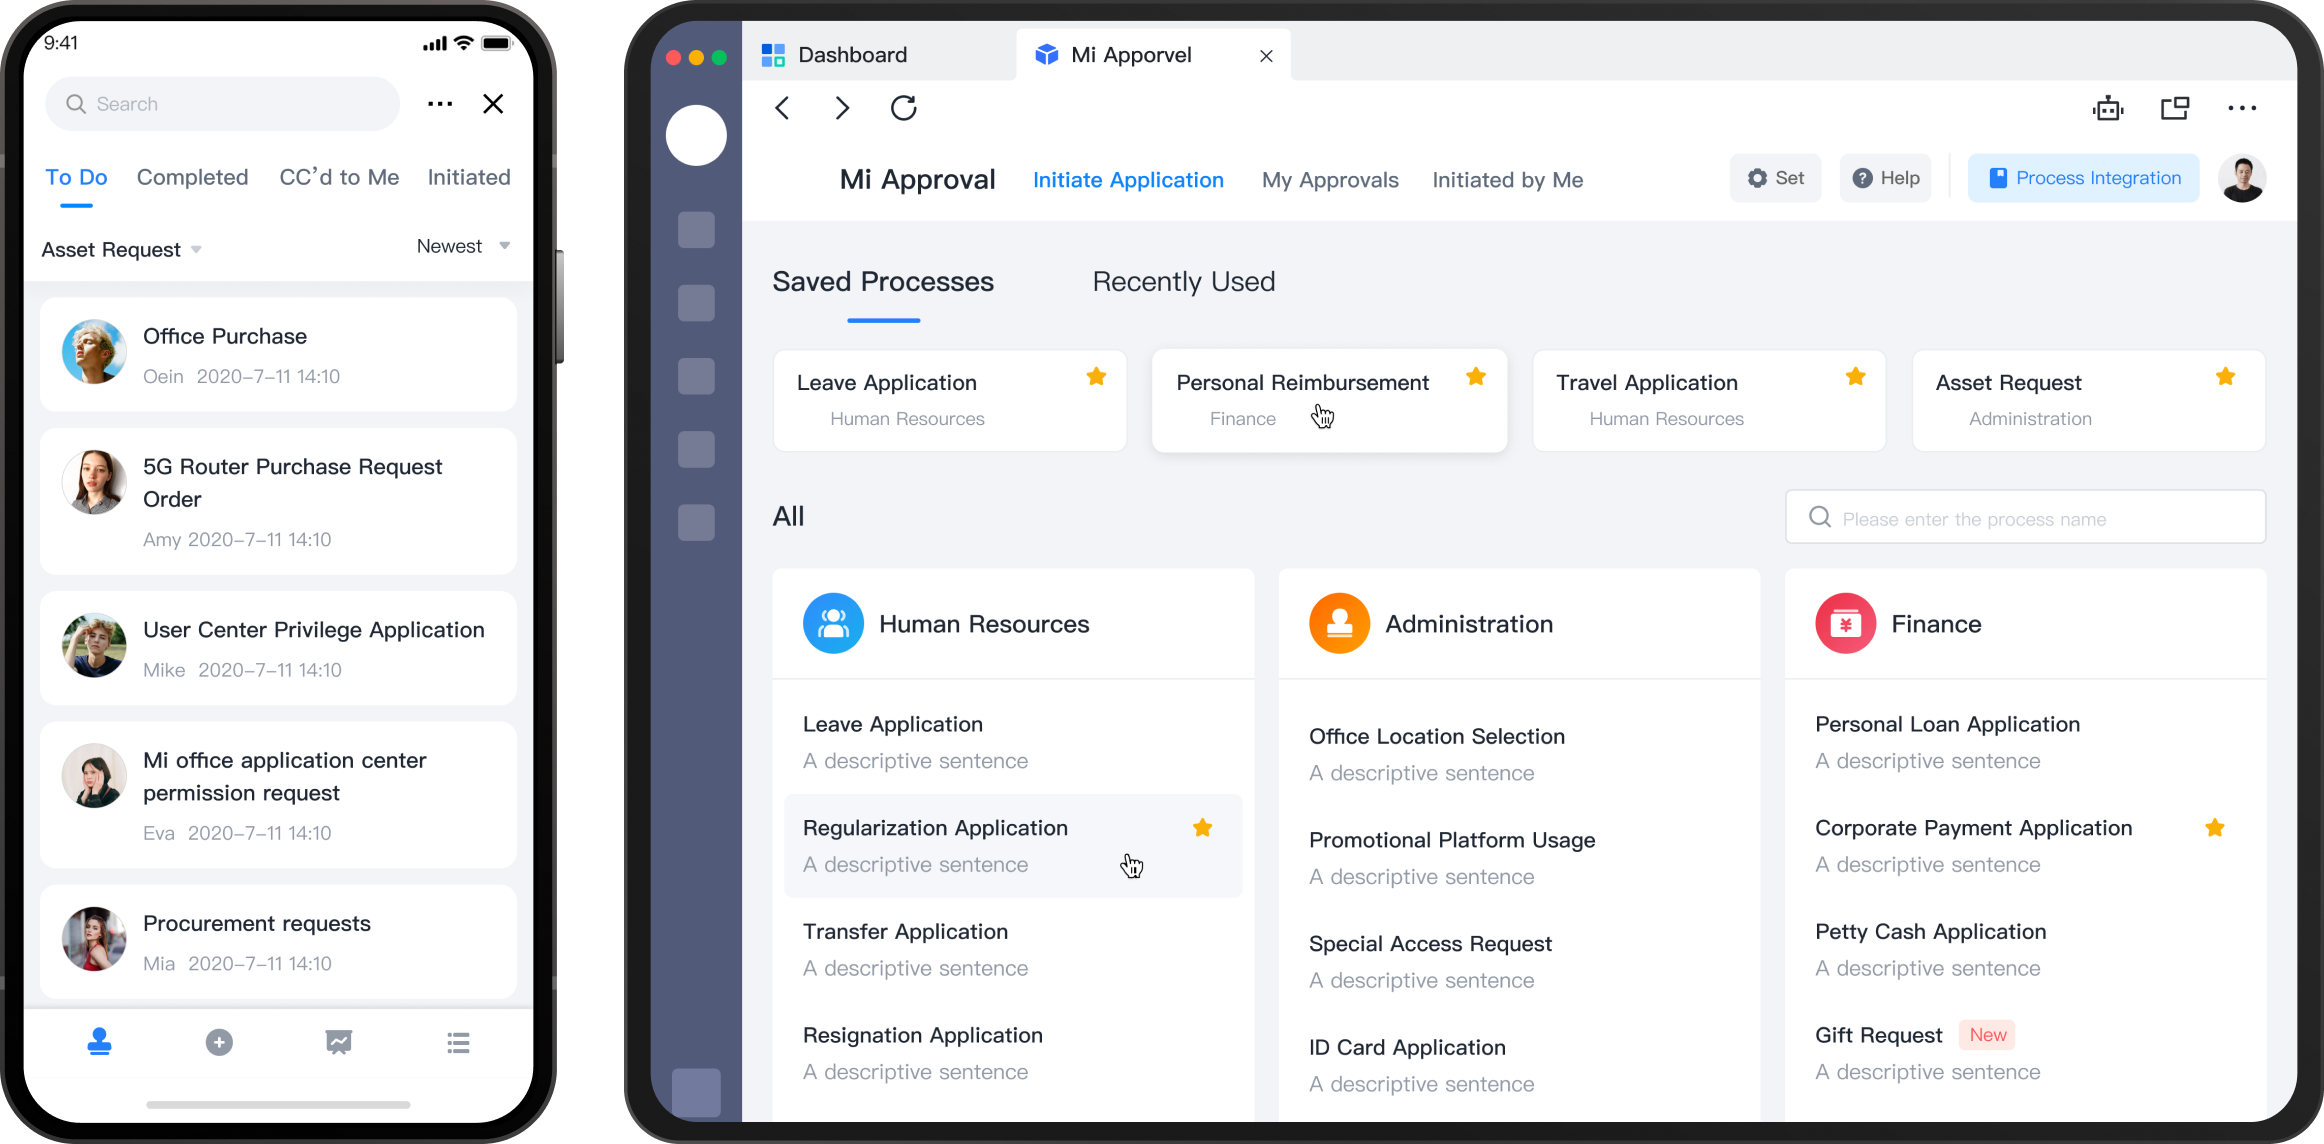 9:41
Search
To Do Completed CC’d to Me Initiated
Asset Request Newest
Office Purchase
Oein 2020-7-11 14:10
5G Router Purchase Request
Order
Amy 2020-7-11 14:10
User Center Privilege Application
Mike 2020-7-11 14:10
Mi office application center
permission request
Eva 2020-7-11 14:10
Procurement requests
Mia 2020-7-11 14:10
Dashboard Mi Apporvel
Mi Approval Initiate Application My Approvals Initiated by Me Set Help Process Integration
Saved Processes Recently Used
Leave Application
Human Resources
Personal Reimbursement
Finance
Travel Application
Human Resources
Asset Request
Administration
All
Please enter the process name
Human Resources
Leave Application
A descriptive sentence
Regularization Application
A descriptive sentence
Transfer Application
A descriptive sentence
Resignation Application
A descriptive sentence
Administration
Office Location Selection
A descriptive sentence
Promotional Platform Usage
A descriptive sentence
Special Access Request
A descriptive sentence
ID Card Application
A descriptive sentence
¥
Finance
Personal Loan Application
A descriptive sentence
Corporate Payment Application
A descriptive sentence
Petty Cash Application
A descriptive sentence
Gift Request New
A descriptive sentence